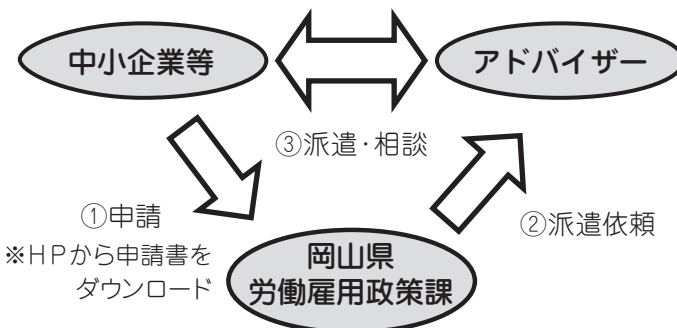 中小企業等
アドバイザー
③派遣・相談
①申請
※HPから申請書を
ダウンロード
②派遣依頼
岡山県
労働雇用政策課